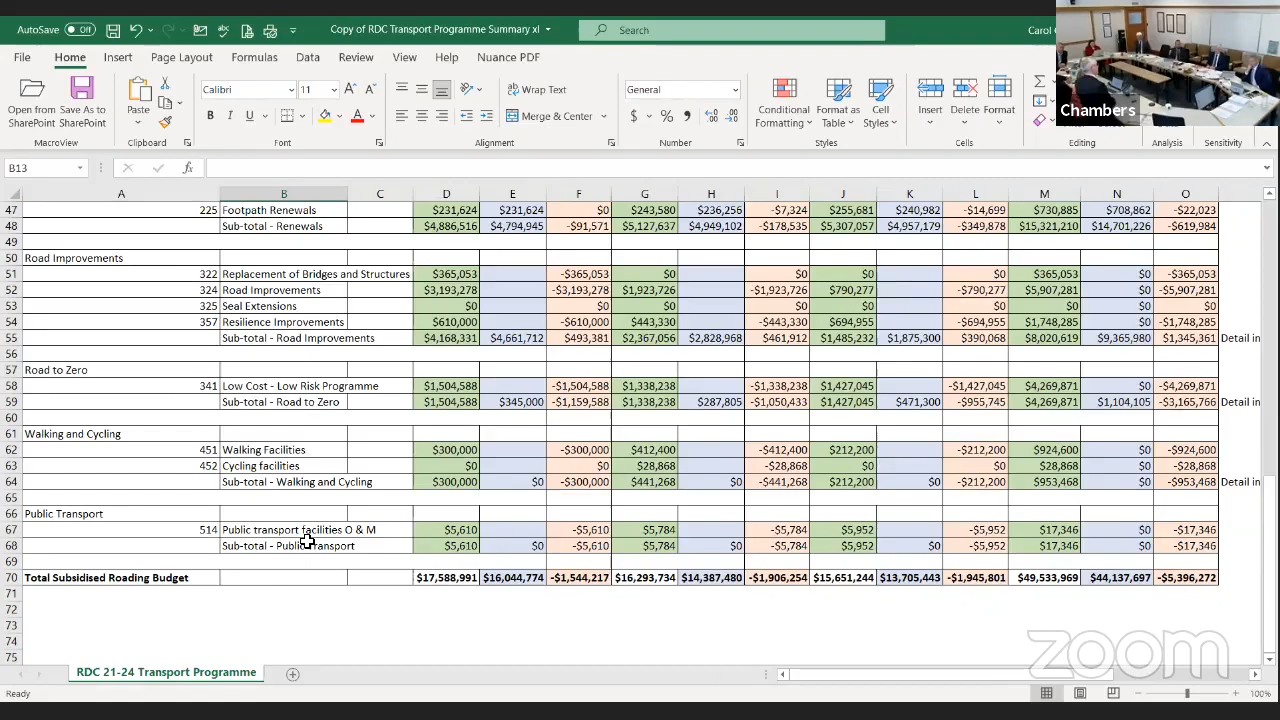 AutoSave Off Copy of RDC Transport Programme Summary xl Search Carol
File Home Insert Page Layout Formulas Data Review View Help Nuance PDF
Chambers
Calibri 11 Wrap Text General
Open from SharePoint Save As to SharePoint Paste B I U Merge & Center $ % Conditional Formatting Format as Table Cell Styles Insert Delete Format
MacroView Clipboard Font Alignment Number Styles Cells Editing Analysis Sensitivity
B13 fx
A B C D E F G H I J K L M N O
47 225 Footpath Renewals $231,624 $231,624 $0 $243,580 $236,256 -$7,324 $255,681 $240,982 -$14,699 $730,885 $708,862 -$22,023
48 Sub-total - Renewals $4,886,516 $4,794,945 -$91,571 $5,127,637 $4,949,102 -$178,535 $5,307,057 $4,957,179 -$349,878 $15,321,210 $14,701,226 -$619,984
49
50 Road Improvements
51 322 Replacement of Bridges and Structures $365,053 -$365,053 $0 $0 $0 $0 $365,053 $0 -$365,053
52 324 Road Improvements $3,193,278 -$3,193,278 $1,923,726 -$1,923,726 $790,277 -$790,277 $5,907,281 $0 -$5,907,281
53 325 Seal Extensions $0 $0 $0 $0 $0 $0 $0 $0 $0
54 357 Resilience Improvements $610,000 -$610,000 $443,330 -$443,330 $694,955 -$694,955 $1,748,285 $0 -$1,748,285
55 Sub-total - Road Improvements $4,168,331 $4,661,712 $493,381 $2,367,056 $2,828,968 $461,912 $1,485,232 $1,875,300 $390,068 $8,020,619 $9,365,980 $1,345,361 Detail in
56
57 Road to Zero
58 341 Low Cost - Low Risk Programme $1,504,588 -$1,504,588 $1,338,238 -$1,338,238 $1,427,045 -$1,427,045 $4,269,871 $0 -$4,269,871
59 Sub-total - Road to Zero $1,504,588 $345,000 -$1,159,588 $1,338,238 $287,805 -$1,050,433 $1,427,045 $471,300 -$955,745 $4,269,871 $1,104,105 -$3,165,766 Detail in
60
61 Walking and Cycling
62 451 Walking Facilities $300,000 -$300,000 $412,400 -$412,400 $212,200 -$212,200 $924,600 $0 -$924,600
63 452 Cycling facilities $0 $0 $28,868 -$28,868 $0 $0 $28,868 $0 -$28,868
64 Sub-total - Walking and Cycling $300,000 $0 -$300,000 $441,268 $0 -$441,268 $212,200 $0 -$212,200 $953,468 $0 -$953,468 Detail in
65
66 Public Transport
67 514 Public transport facilities O & M $5,610 -$5,610 $5,784 -$5,784 $5,952 -$5,952 $17,346 $0 -$17,346
68 Sub-total - Public Transport $5,610 $0 -$5,610 $5,784 $0 -$5,784 $5,952 $0 -$5,952 $17,346 $0 -$17,346
69
70 Total Subsidised Roading Budget $17,588,991 $16,044,774 -$1,544,217 $16,293,734 $14,387,480 -$1,906,254 $15,651,244 $13,705,443 -$1,945,801 $49,533,969 $44,137,697 -$5,396,272
71
72
73
74
75
zoom
RDC 21-24 Transport Programme
Ready 100%